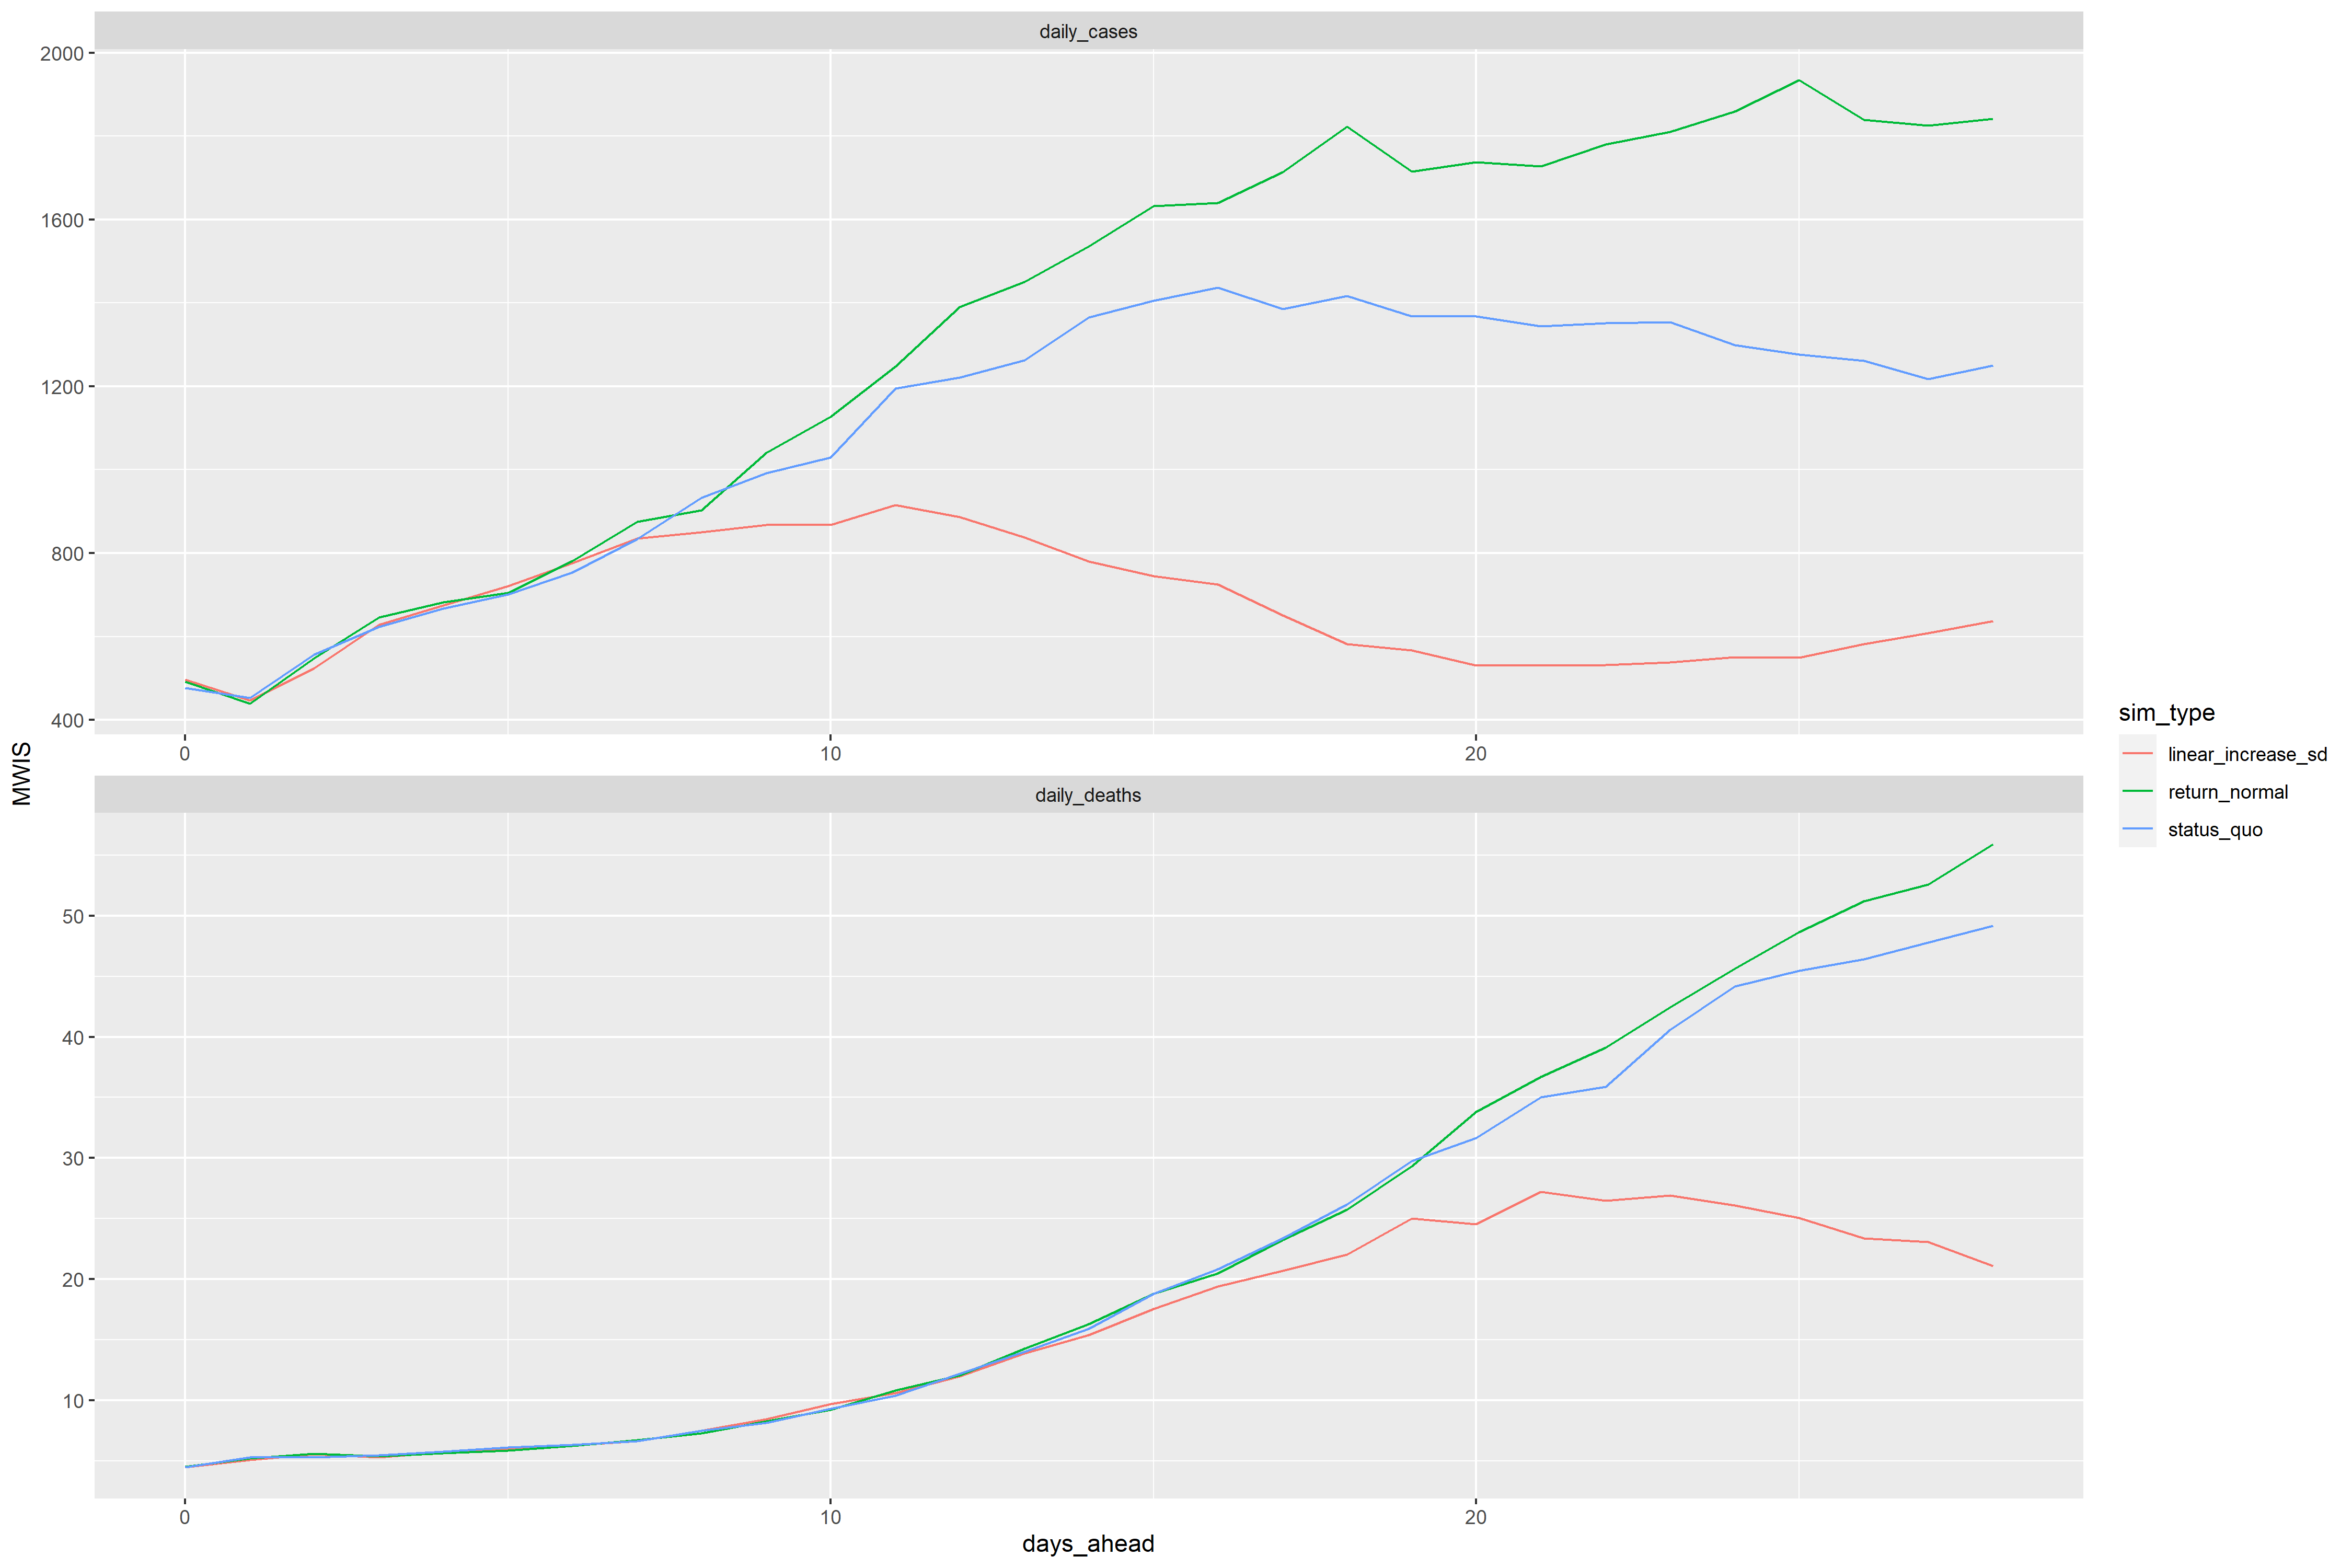 daily_cases
2000
1600
1200
800
400
0 10 20
MWIS
daily_deaths
50
40
30
20
10
0 10 20
days_ahead
sim_type
linear_increase_sd
return_normal
status_quo